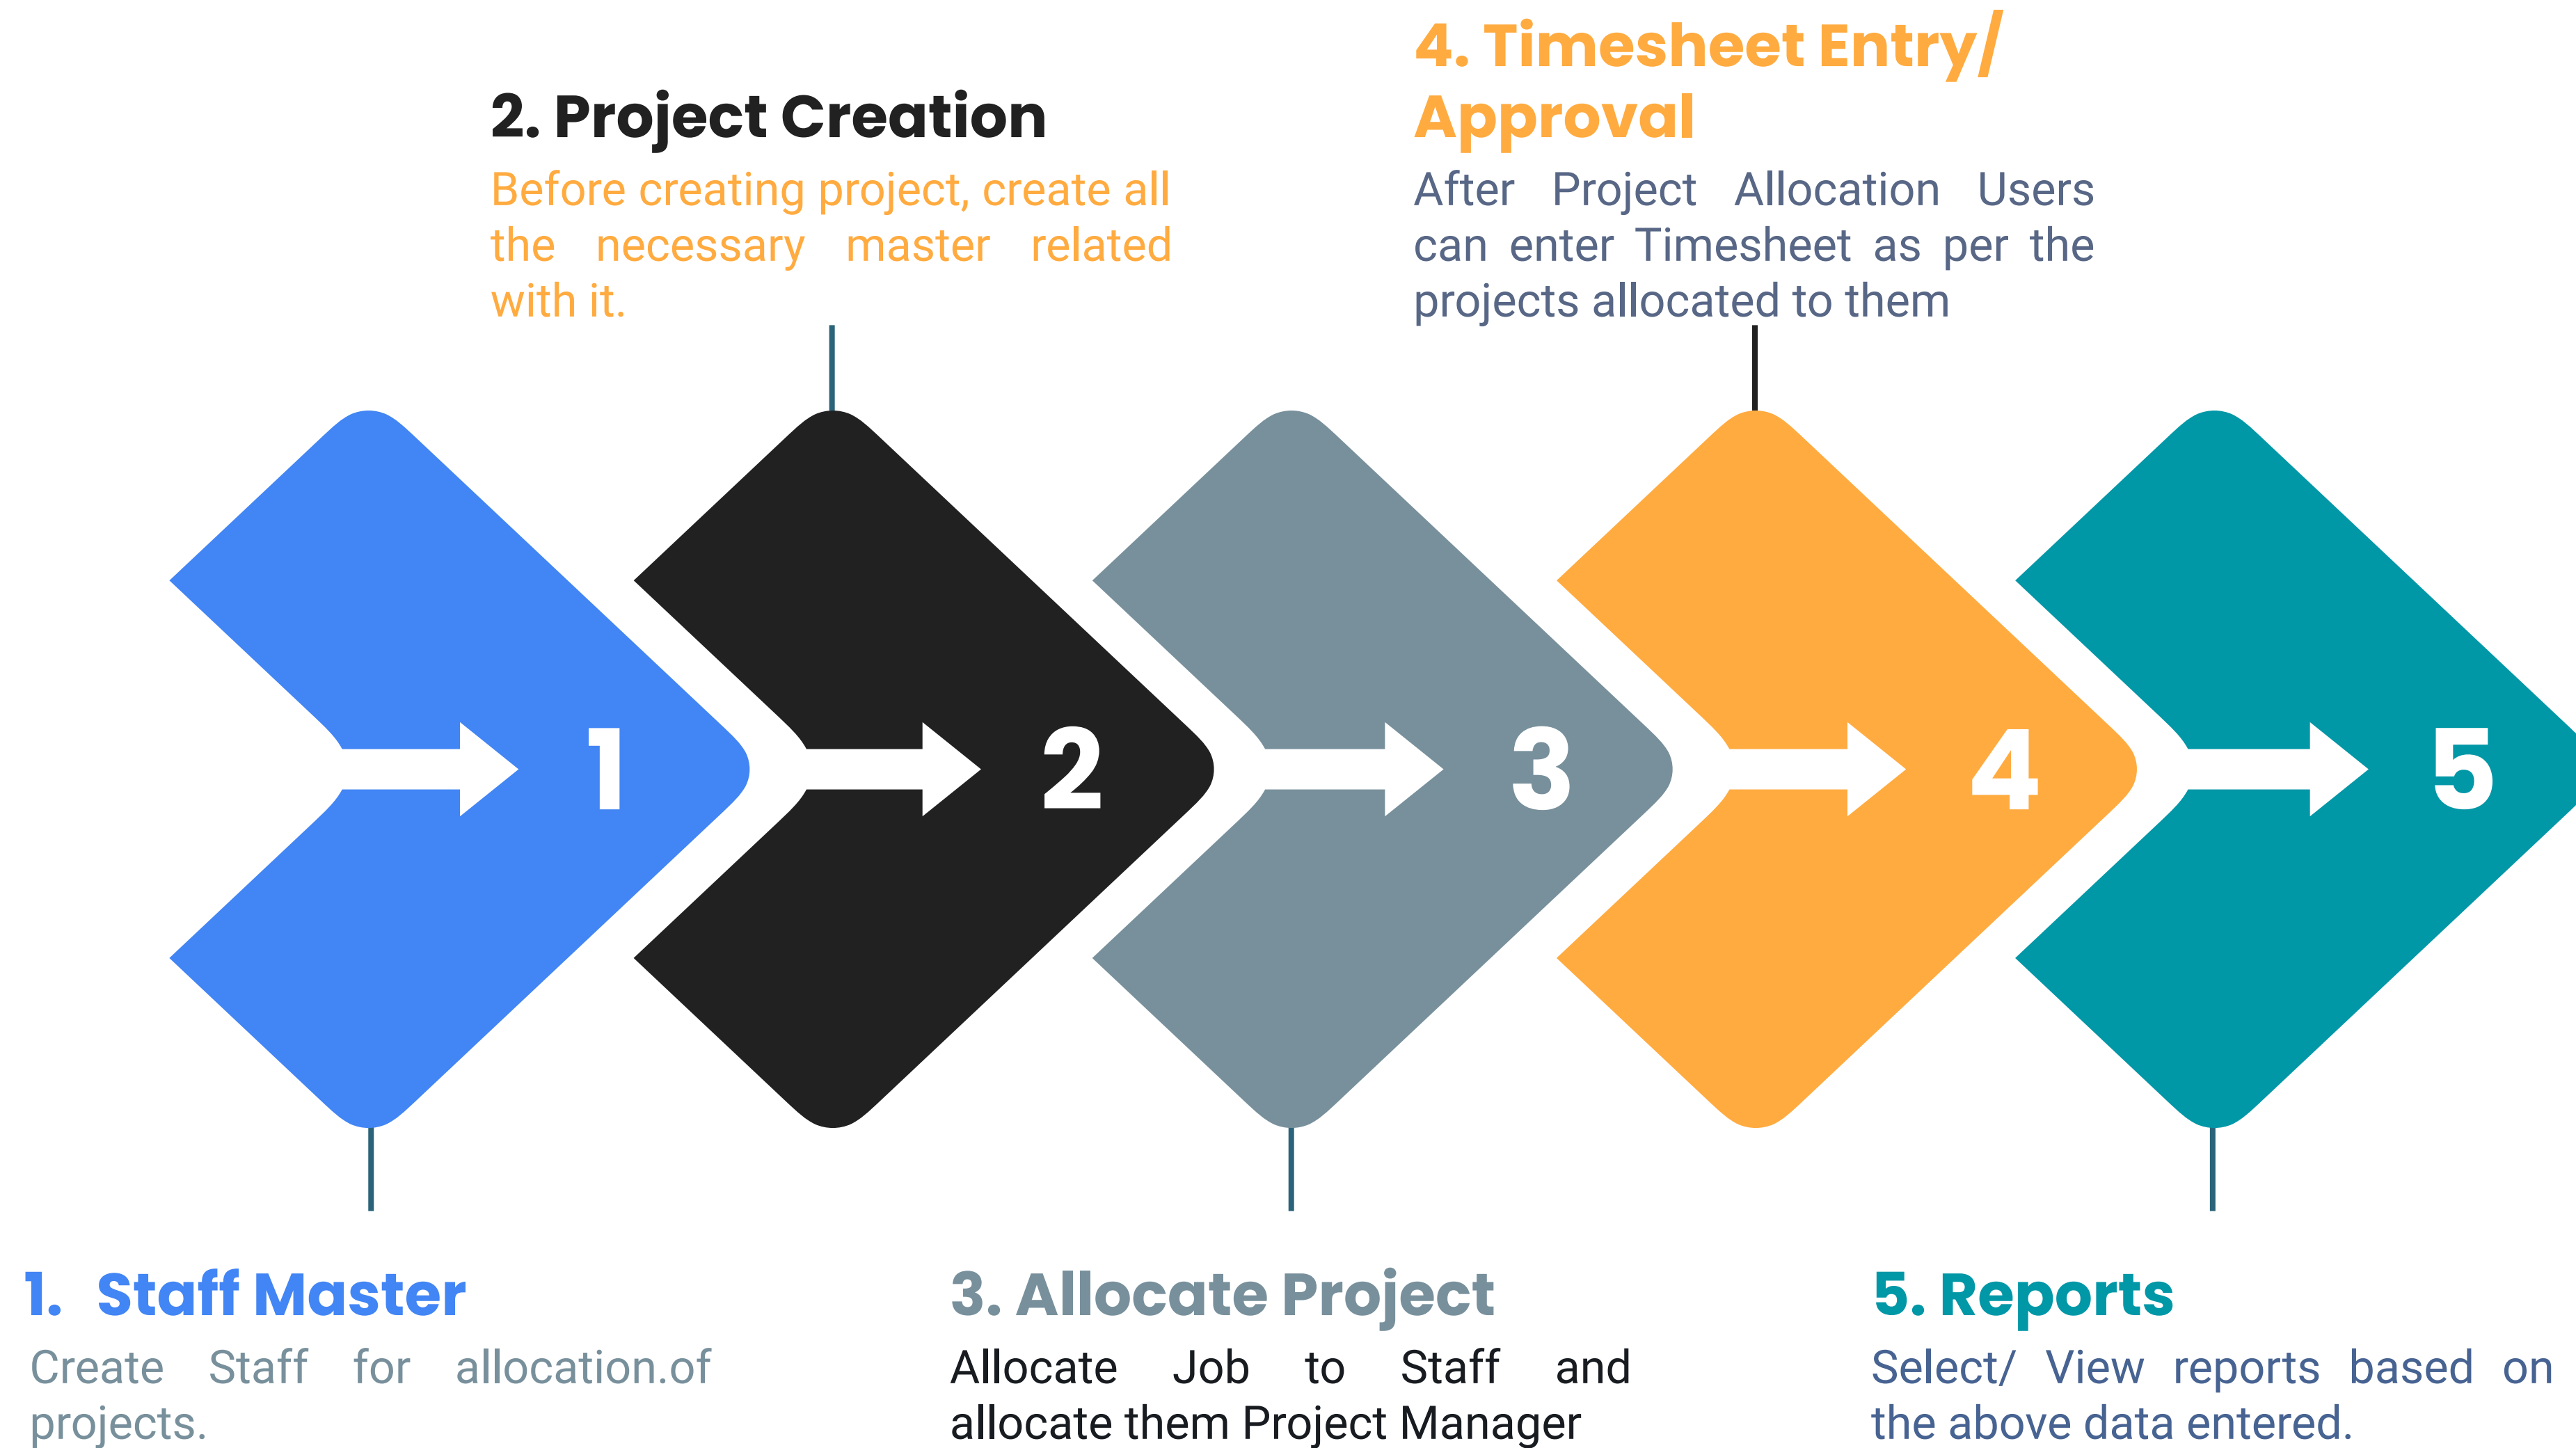 4. Timesheet Entry/
Approval
After Project Allocation Users
can enter Timesheet as per the
projects allocated to them
2. Project Creation
Before creating project, create all
the necessary master related
with it.
1
2
3
4
5
1. Staff Master
Create Staff for allocation.of
projects.
3. Allocate Project
Allocate Job to Staff and
allocate them Project Manager
5. Reports
Select/ View reports based on
the above data entered.